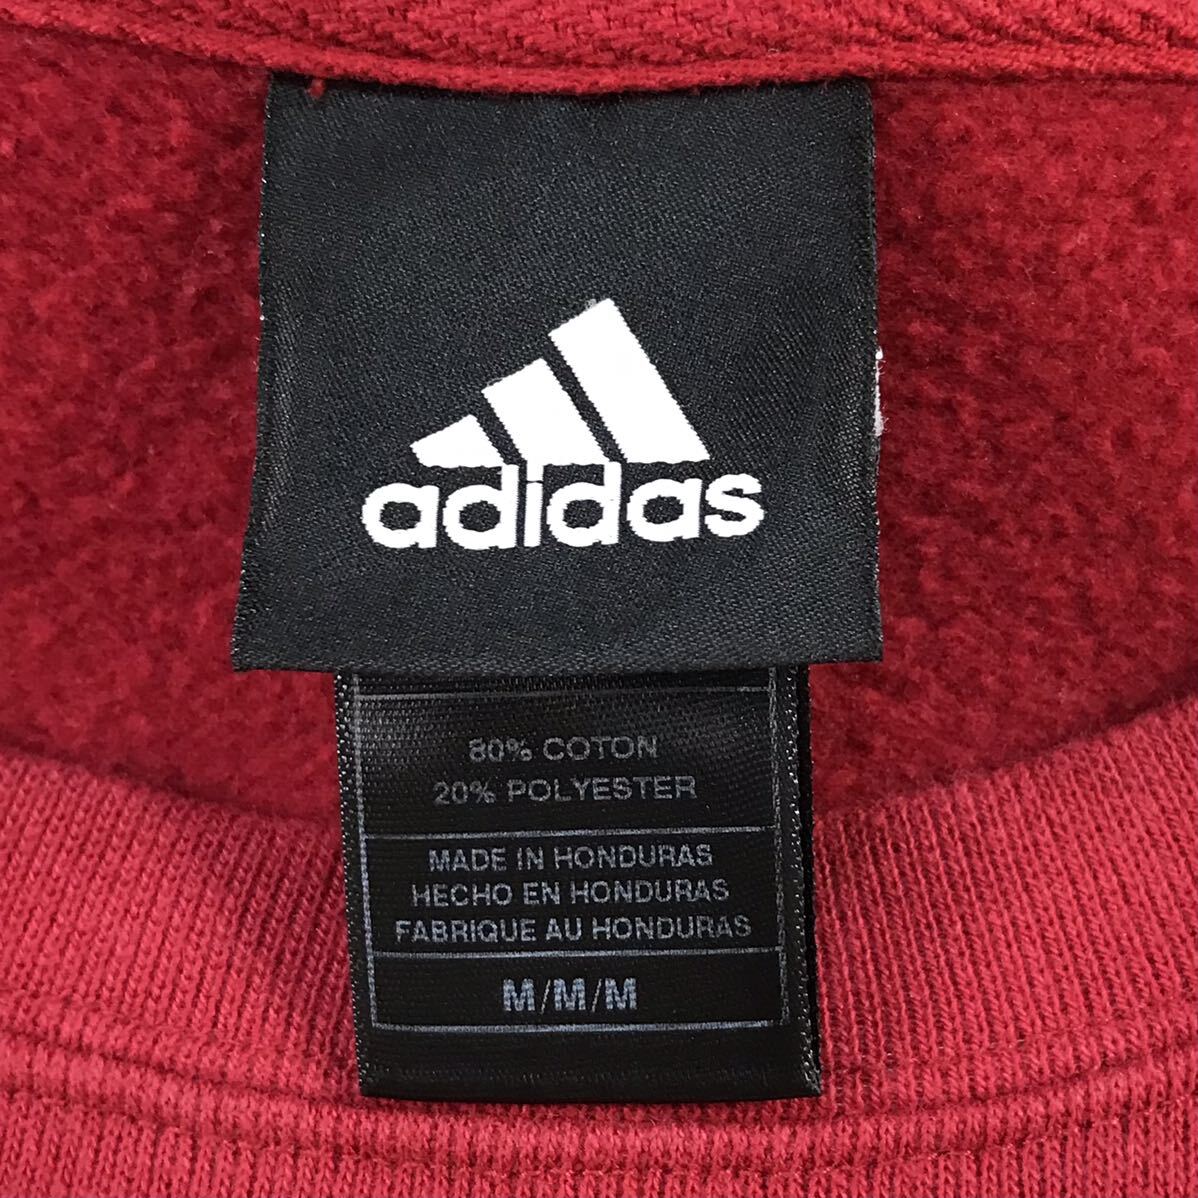 adidas
80% COTON
20% POLYESTER
MADE IN HONDURAS
HECHO EN HONDURAS
FABRIQUE AU HONDURAS
M/M/M